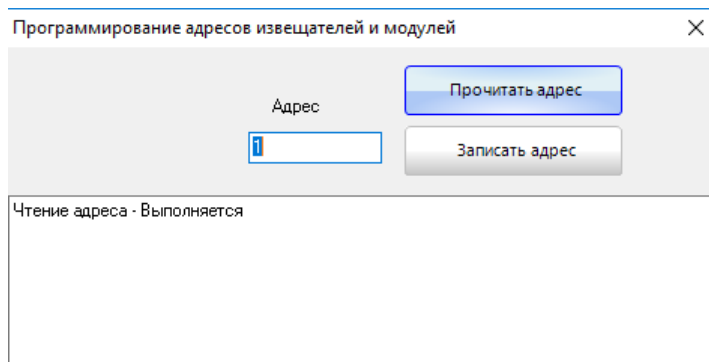 Программирование адресов извещателей и модулей
Прочитать адрес
Адрес
1
Записать адрес
Чтение адреса - Выполняется